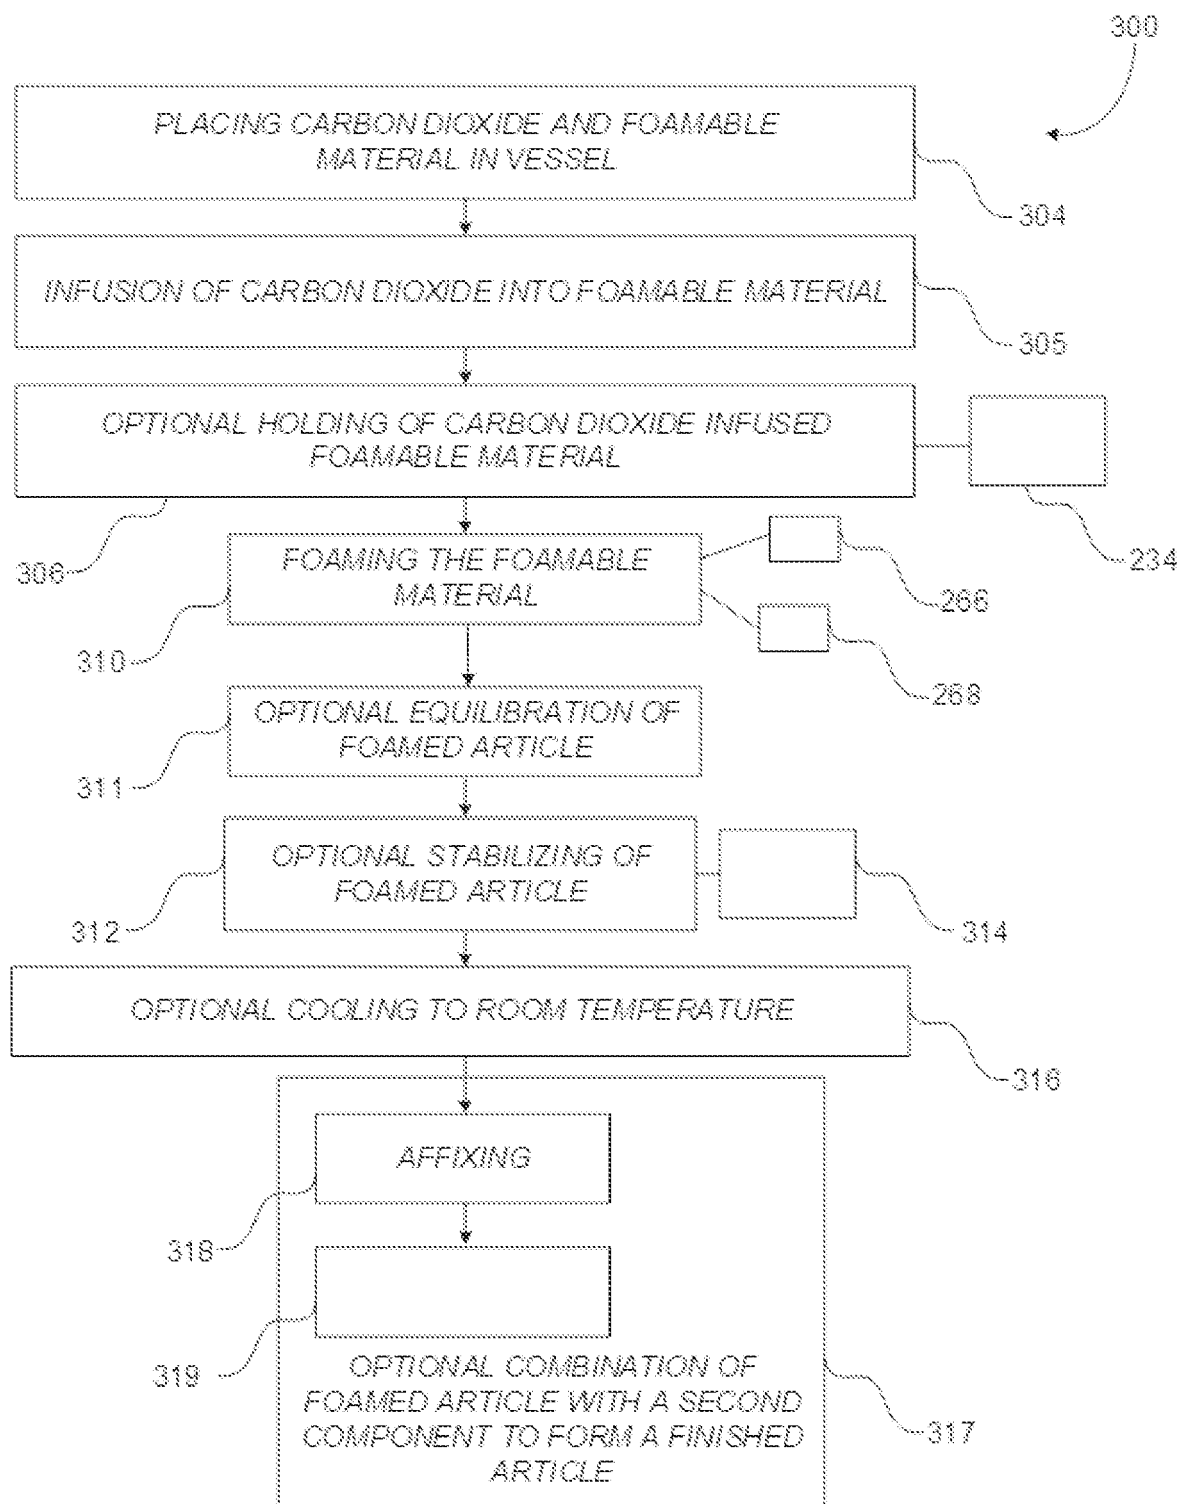 300
PLACING CARBON DIOXIDE AND FOAMABLE
MATERIAL IN VESSEL
304
INFUSION OF CARBON DIOXIDE INTO FOAMABLE MATERIAL
305
OPTIONAL HOLDING OF CARBON DIOXIDE INFUSED
FOAMABLE MATERIAL
234
306
FOAMING THE FOAMABLE
MATERIAL
266
268
310
OPTIONAL EQUILIBRATION OF
FOAMED ARTICLE
311
OPTIONAL STABILIZING OF
FOAMED ARTICLE
312
314
OPTIONAL COOLING TO ROOM TEMPERATURE
316
AFFIXING
318
319
OPTIONAL COMBINATION OF
FOAMED ARTICLE WITH A SECOND
COMPONENT TO FORM A FINISHED
ARTICLE
317